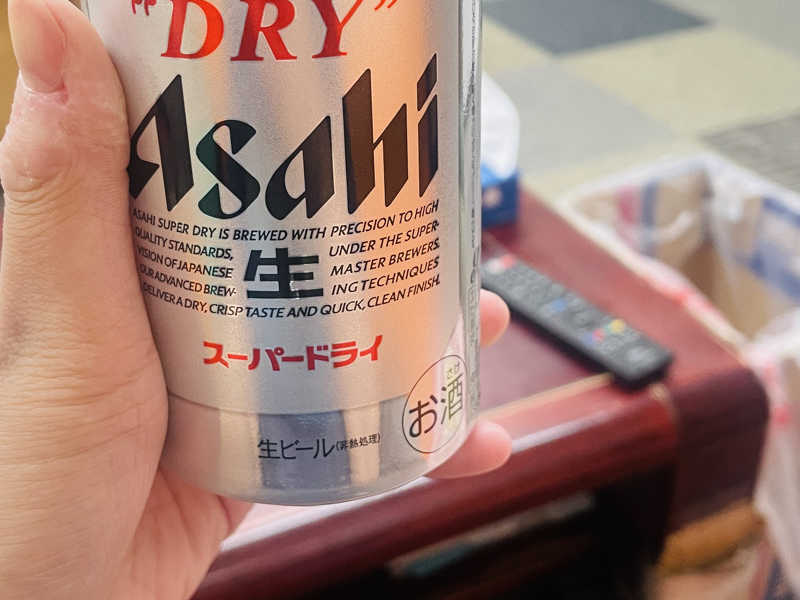 "DRY"
Asahi
ASAHI SUPER DRY IS BREWED WITH PRECISION TO HIGH
QUALITY STANDARDS, UNDER THE SUPER-
VISION OF JAPANESE MASTER BREWERS.
OUR ADVANCED BREW- ING TECHNIQUES
DELIVER A DRY, CRISP TASTE AND QUICK, CLEAN FINISH.
生
スーパードライ
さけ
お酒
生ビール(非熱処理)